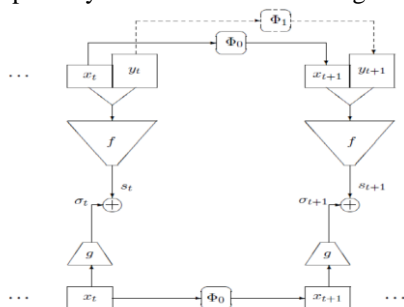 Φ₁
Φ₀
... x_t y_t x_{t+1} y_{t+1}
f f
s_t s_{t+1}
σ_t + σ_{t+1} +
g g
... x_t Φ₀ x_{t+1} ...